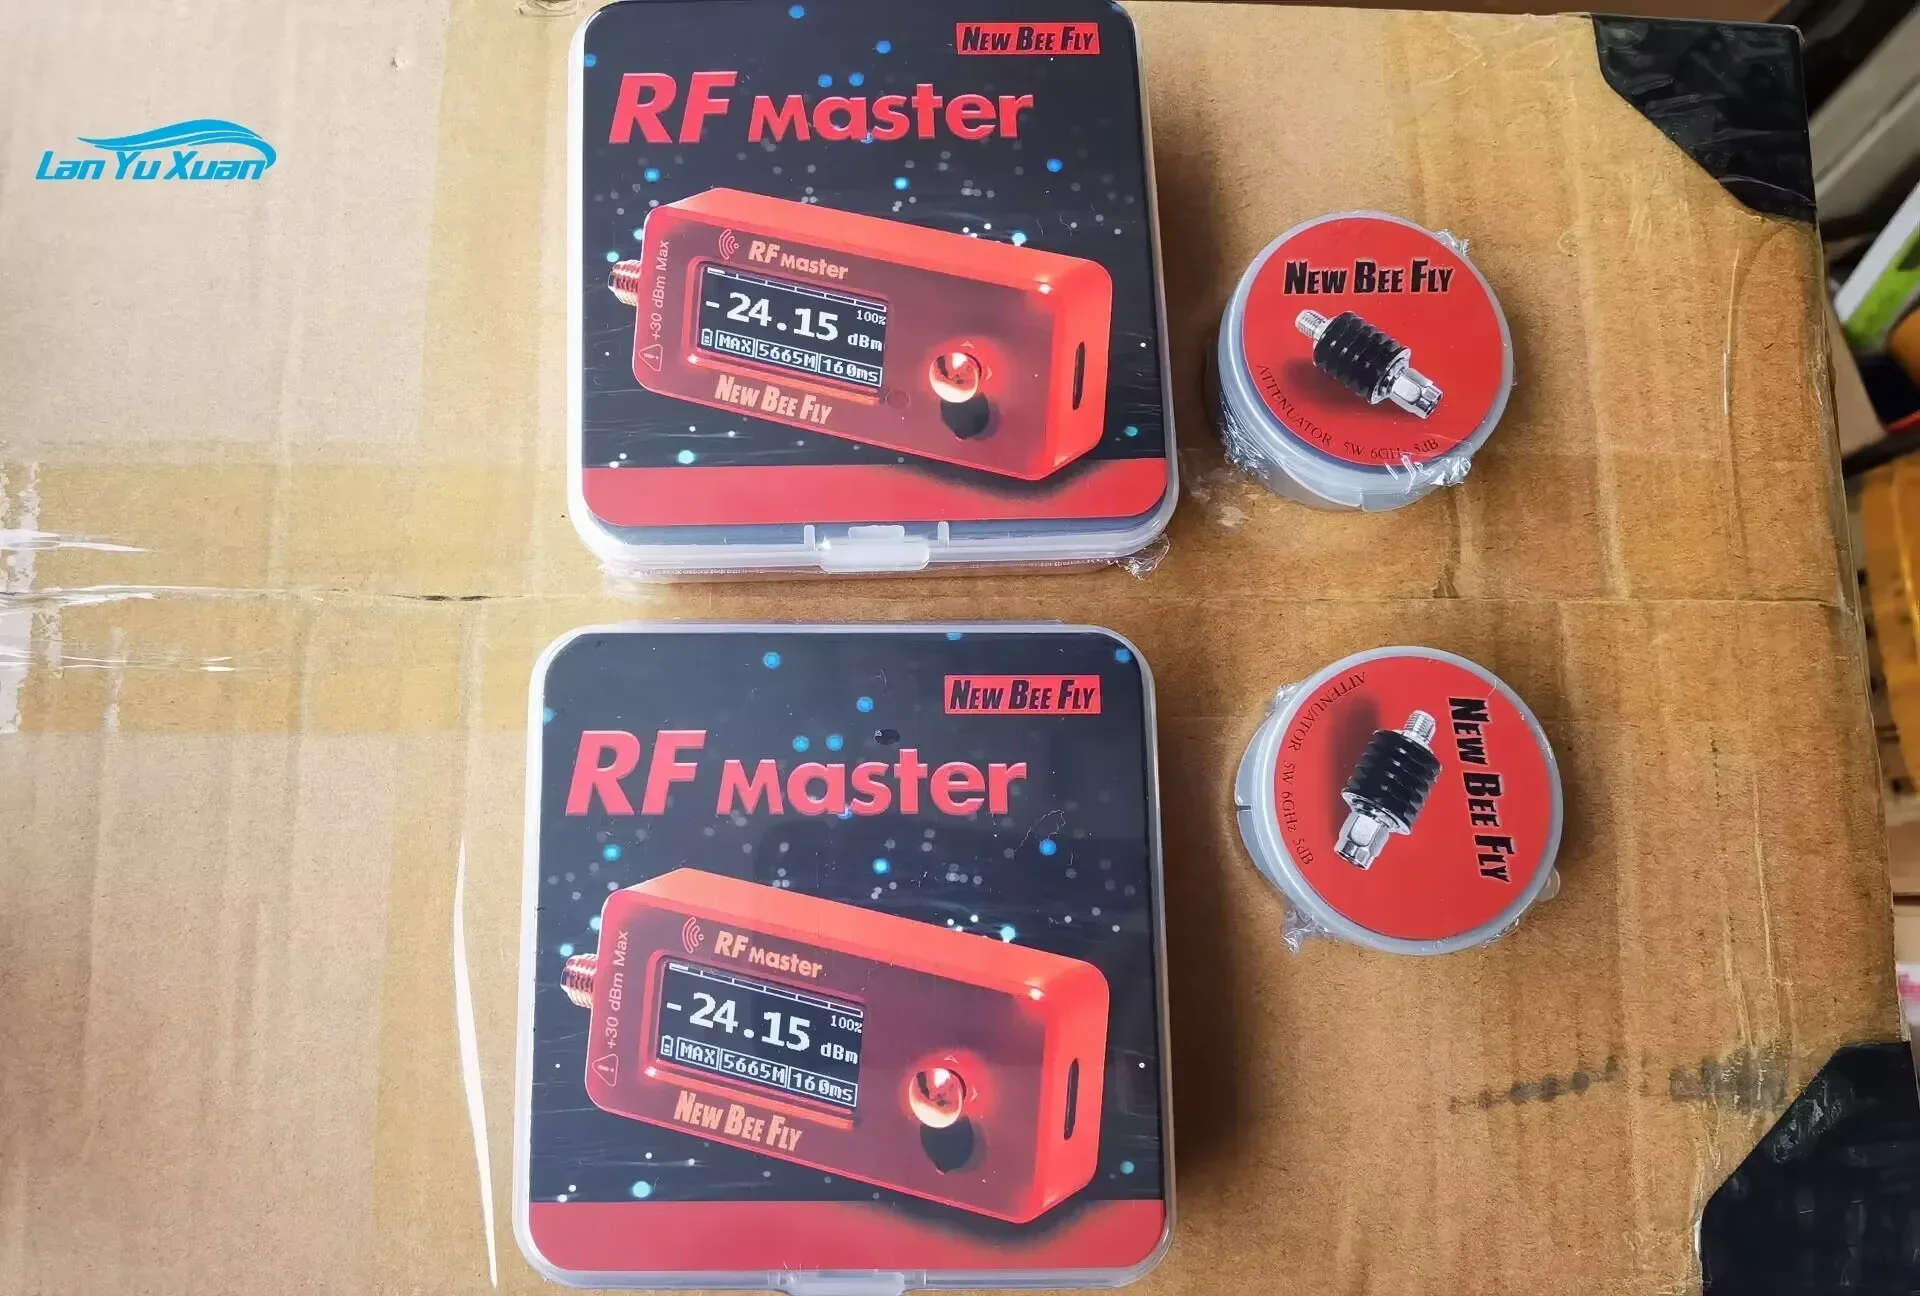 Lan Yu Xuan
NEW BEE FLY
RF Master
RF Master
+30 dBm Max
-24.15 dBm
100%
MAX 5665M 160ms
NEW BEE FLY
NEW BEE FLY
ATTENUATOR 5W 6GHz 5dB
NEW BEE FLY
RF Master
RF Master
+30 dBm Max
-24.15 dBm
100%
MAX 5665M 160ms
NEW BEE FLY
NEW BEE FLY
ATTENUATOR 5W 6GHz 5dB